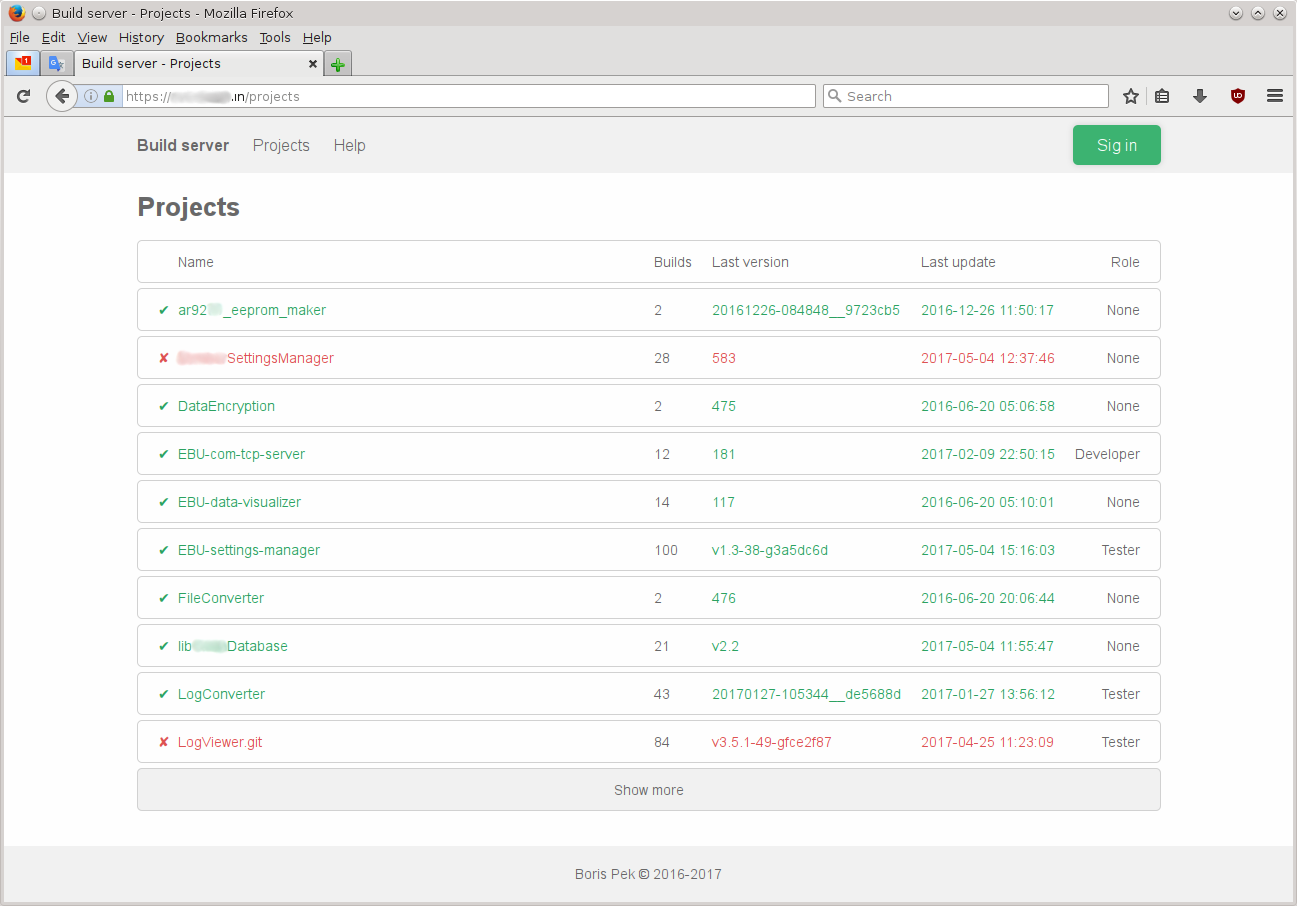 Build server - Projects - Mozilla Firefox
File Edit View History Bookmarks Tools Help
Build server - Projects
https:// .in/projects Search
Build server Projects Help Sig in
Projects
Name Builds Last version Last update Role
✔ ar92 _eeprom_maker 2 20161226-084848__9723cb5 2016-12-26 11:50:17 None
✘ SettingsManager 28 583 2017-05-04 12:37:46 None
✔ DataEncryption 2 475 2016-06-20 05:06:58 None
✔ EBU-com-tcp-server 12 181 2017-02-09 22:50:15 Developer
✔ EBU-data-visualizer 14 117 2016-06-20 05:10:01 None
✔ EBU-settings-manager 100 v1.3-38-g3a5dc6d 2017-05-04 15:16:03 Tester
✔ FileConverter 2 476 2016-06-20 20:06:44 None
✔ lib Database 21 v2.2 2017-05-04 11:55:47 None
✔ LogConverter 43 20170127-105344__de5688d 2017-01-27 13:56:12 Tester
✘ LogViewer.git 84 v3.5.1-49-gfce2f87 2017-04-25 11:23:09 Tester
Show more
Boris Pek © 2016-2017